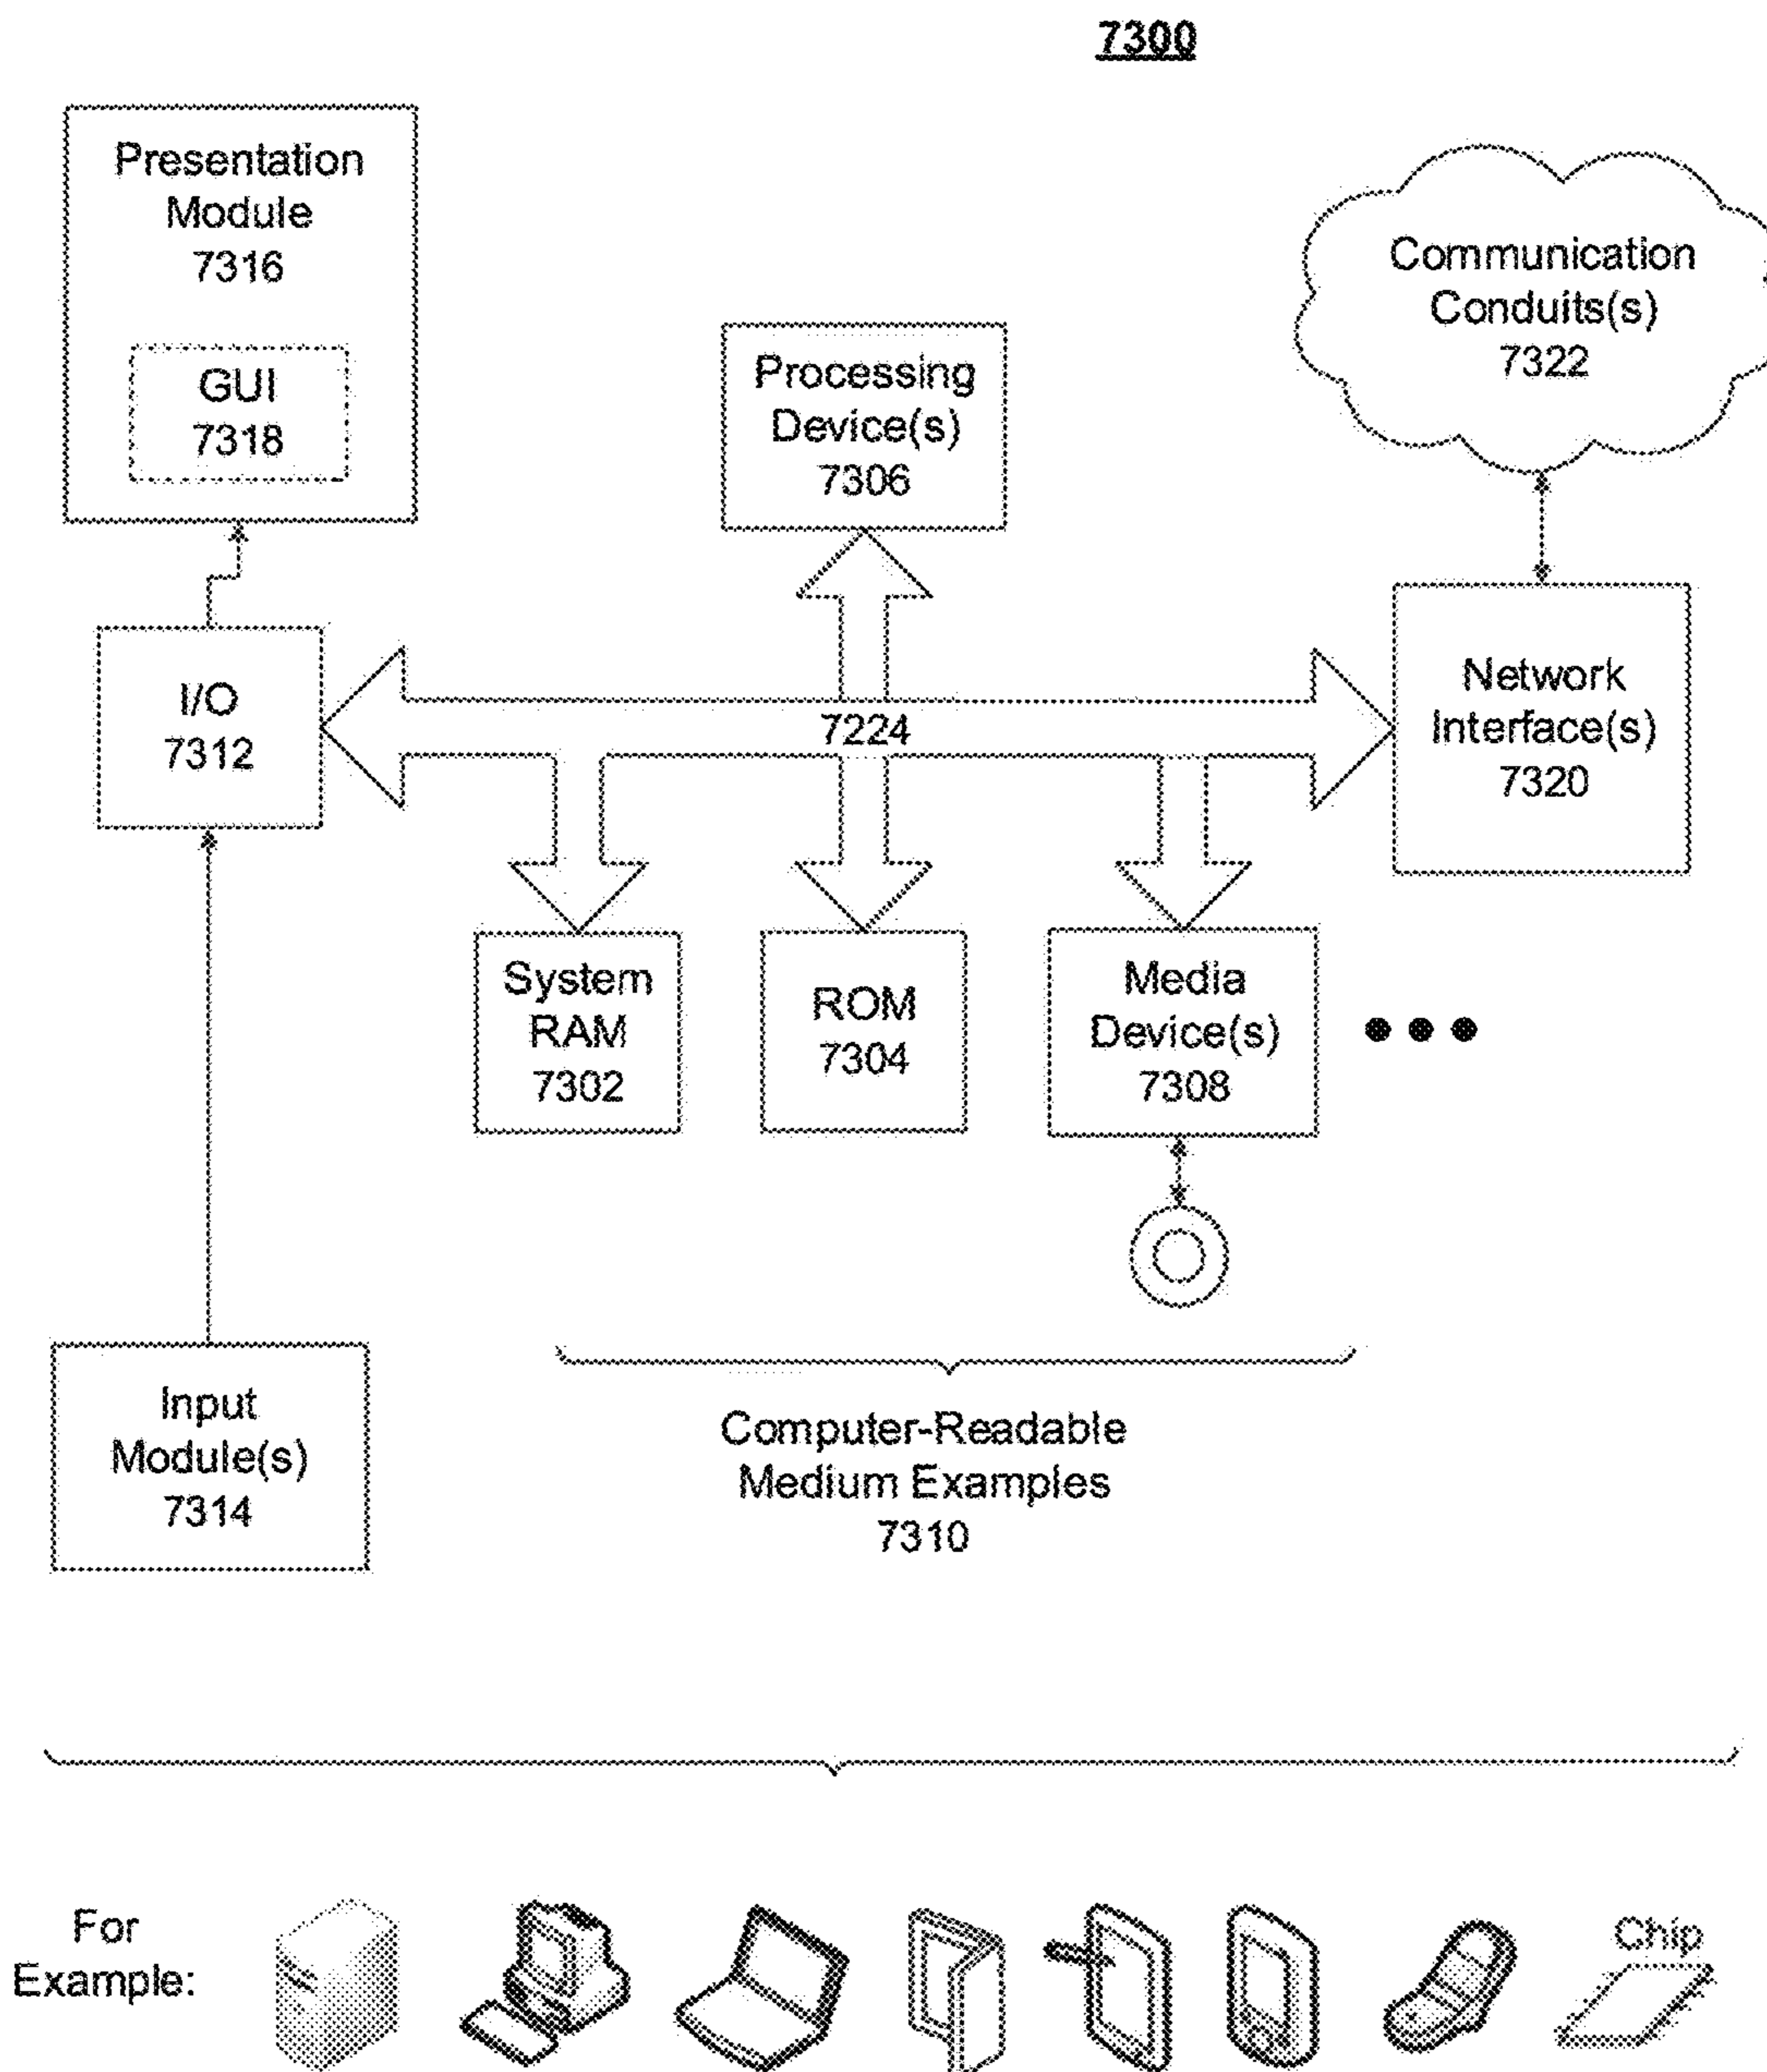 7300
Presentation
Module
7316
GUI
7318
Communication
Conduits(s)
7322
Processing
Device(s)
7306
I/O
7312
7224
Network
Interface(s)
7320
System
RAM
7302
ROM
7304
Media
Device(s)
7308
Input
Module(s)
7314
Computer-Readable
Medium Examples
7310
For
Example:
Chip